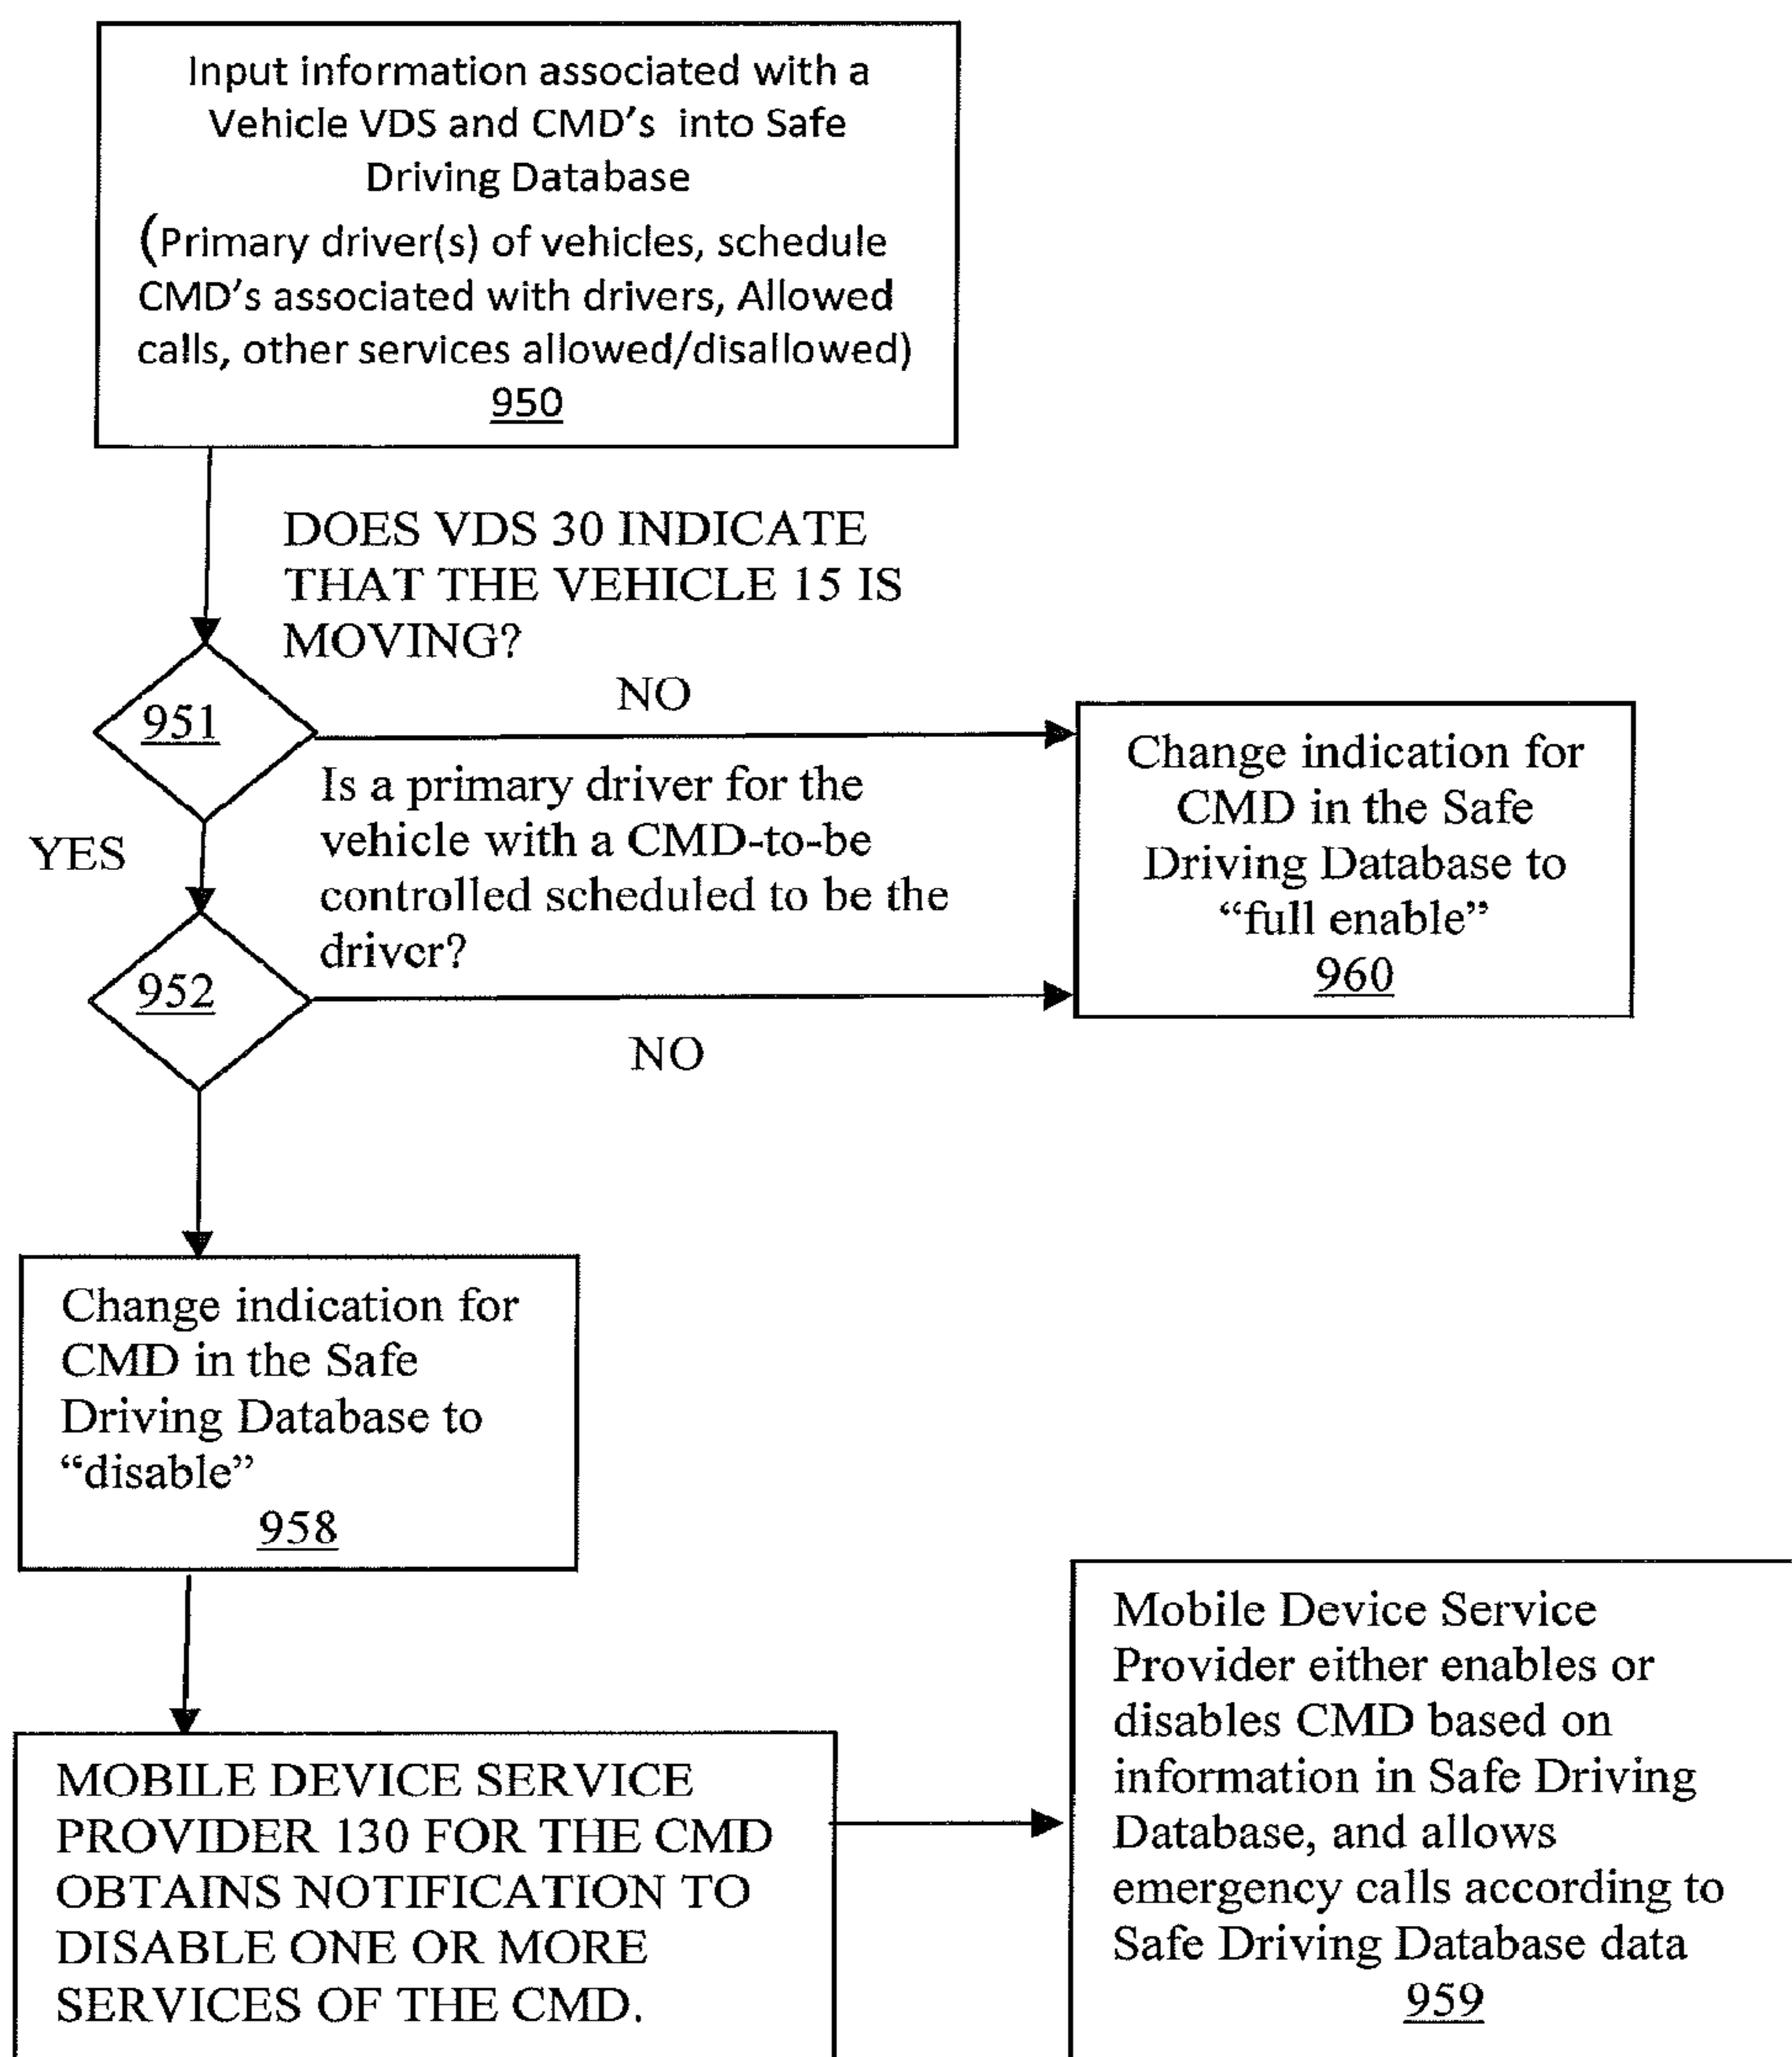 Input information associated with a
Vehicle VDS and CMD's into Safe
Driving Database
(Primary driver(s) of vehicles, schedule
CMD's associated with drivers, Allowed
calls, other services allowed/disallowed)
950
DOES VDS 30 INDICATE
THAT THE VEHICLE 15 IS
MOVING?
951
NO
YES
Is a primary driver for the
vehicle with a CMD-to-be
controlled scheduled to be the
driver?
952
NO
Change indication for
CMD in the Safe
Driving Database to
“full enable”
960
Change indication for
CMD in the Safe
Driving Database to
“disable”
958
MOBILE DEVICE SERVICE
PROVIDER 130 FOR THE CMD
OBTAINS NOTIFICATION TO
DISABLE ONE OR MORE
SERVICES OF THE CMD.
Mobile Device Service
Provider either enables or
disables CMD based on
information in Safe Driving
Database, and allows
emergency calls according to
Safe Driving Database data
959